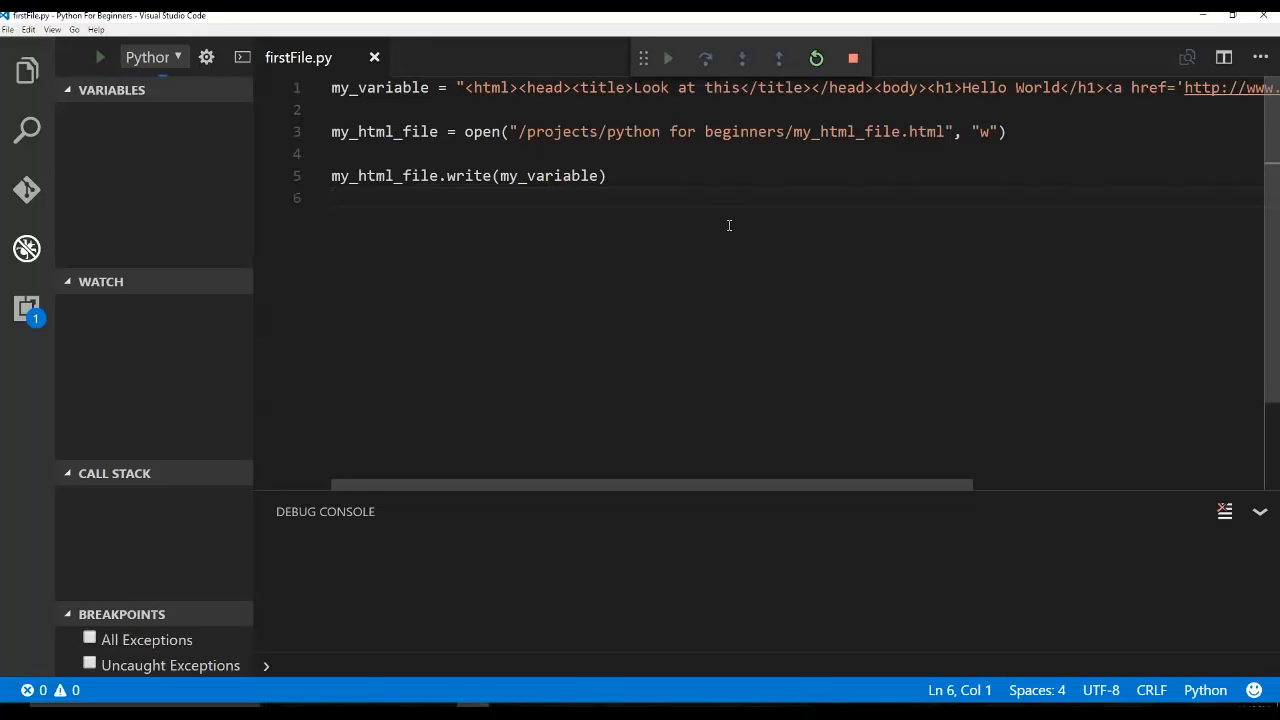 firstFile.py - Python For Beginners - Visual Studio Code
File Edit View Go Help
Python
firstFile.py
VARIABLES
WATCH
CALL STACK
BREAKPOINTS
All Exceptions
Uncaught Exceptions
1 my_variable = "<html><head><title>Look at this</title></head><body><h1>Hello World</h1><a href='http://www.
2
3 my_html_file = open("/projects/python for beginners/my_html_file.html", "w")
4
5 my_html_file.write(my_variable)
6
DEBUG CONSOLE
1
0 0
Ln 6, Col 1 Spaces: 4 UTF-8 CRLF Python